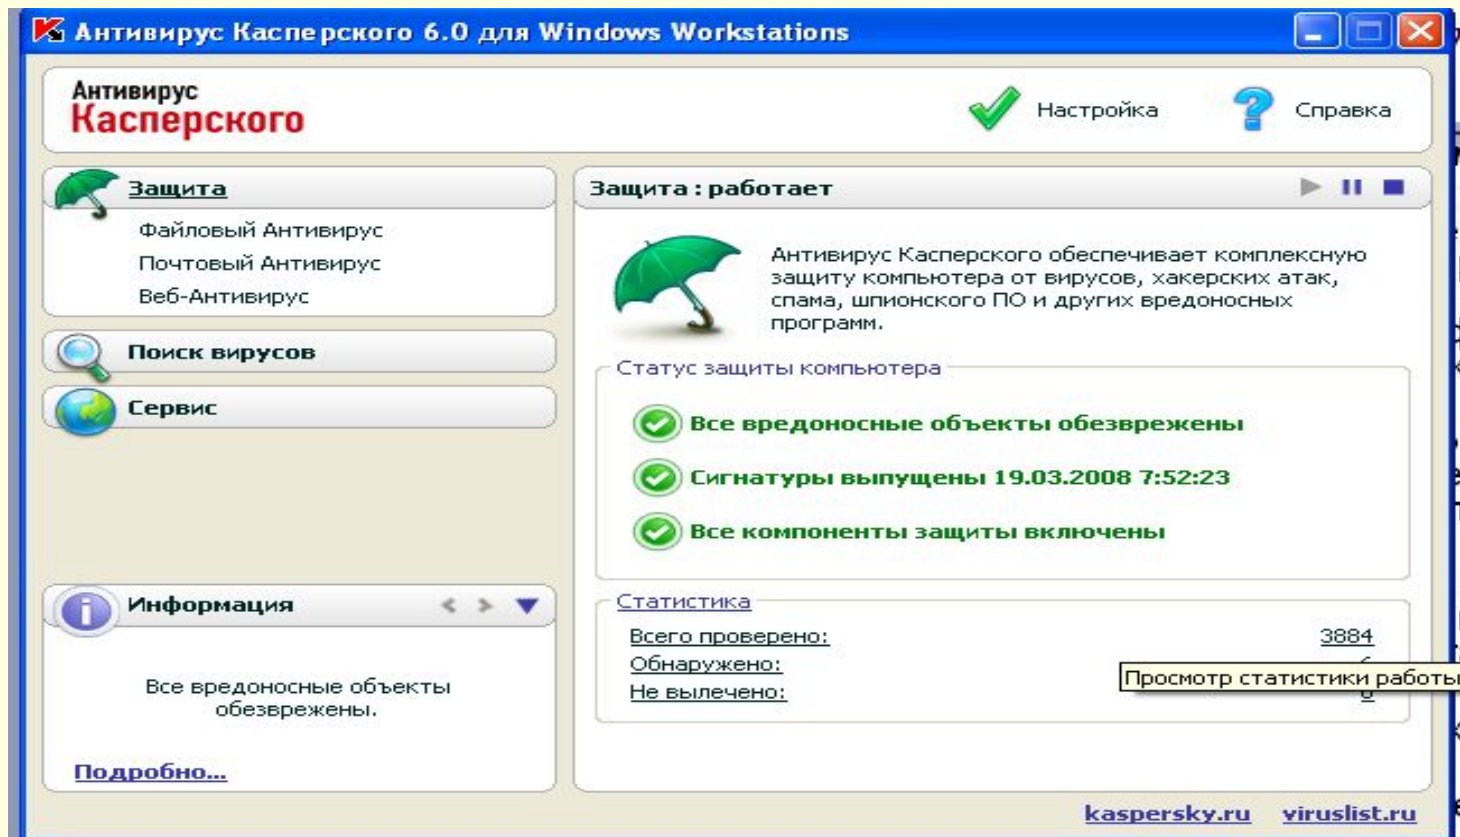 Антивирус Касперского 6.0 для Windows Workstations
Антивирус
Касперского
Настройка
Справка
Защита
Файловый Антивирус
Почтовый Антивирус
Веб-Антивирус
Поиск вирусов
Сервис
Информация
Все вредоносные объекты
обезврежены.
Подробно...
Защита : работает
Антивирус Касперского обеспечивает комплексную
защиту компьютера от вирусов, хакерских атак,
спама, шпионского ПО и других вредоносных
программ.
Статус защиты компьютера
Все вредоносные объекты обезврежены
Сигнатуры выпущены 19.03.2008 7:52:23
Все компоненты защиты включены
Статистика
Всего проверено: 3884
Обнаружено:
Просмотр статистики работы
Не вылечено:
kaspersky.ru viruslist.ru